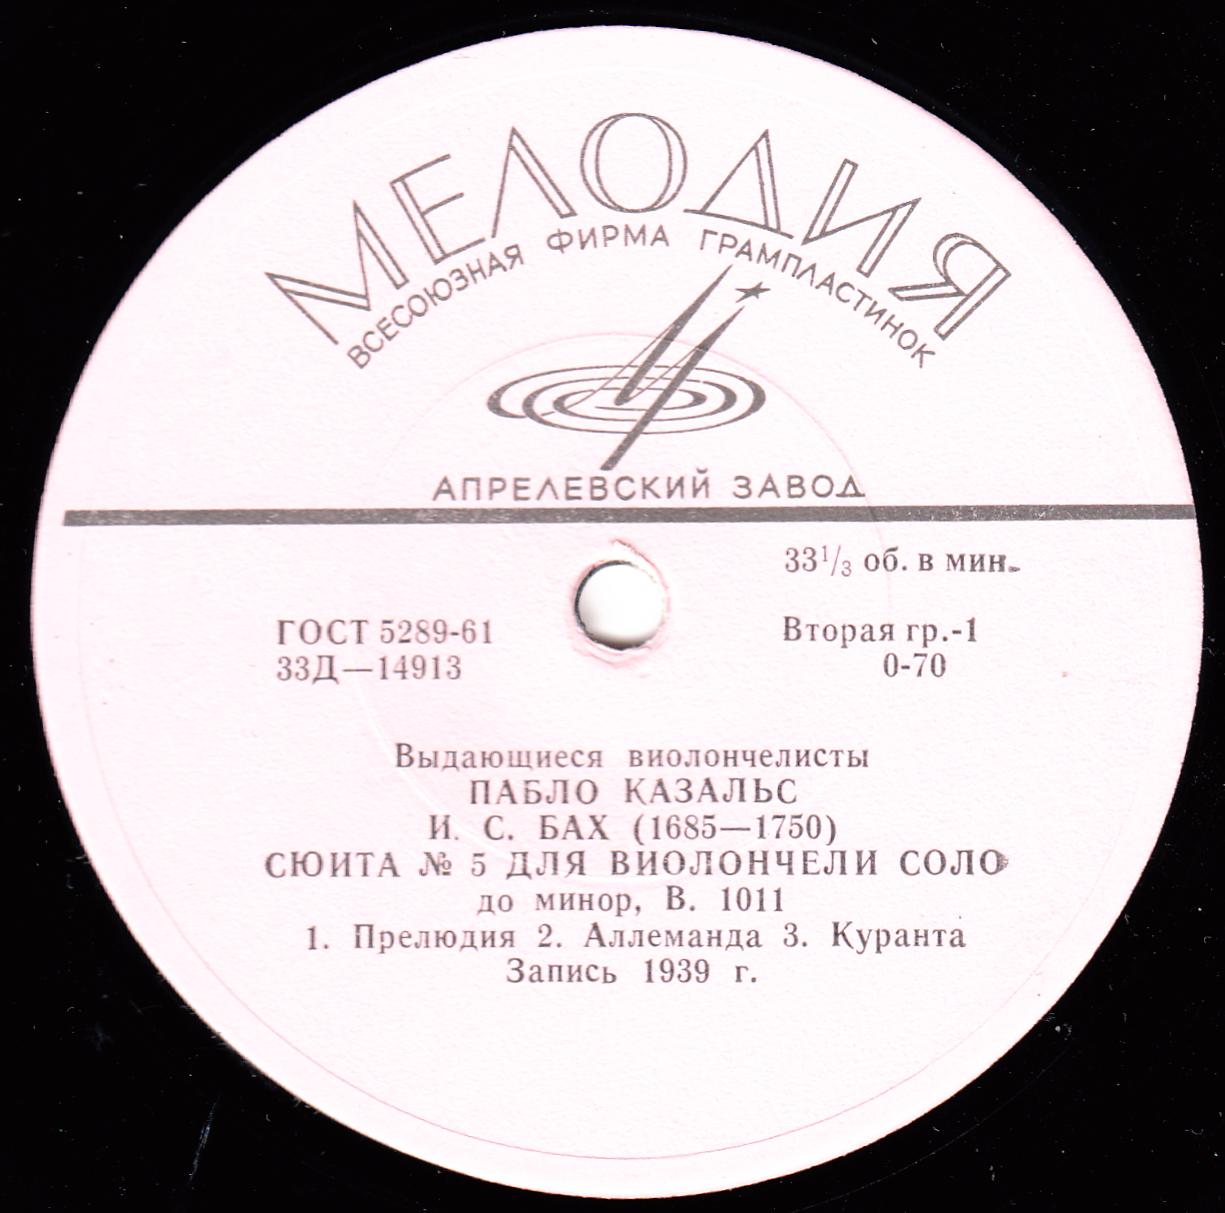 МЕЛОДИЯ
ВСЕСОЮЗНАЯ ФИРМА ГРАМПЛАСТИНОК
АПРЕЛЕВСКИЙ ЗАВОД
33¹/₃ об. в мин.
ГОСТ 5289-61 Вторая гр.-1
33Д—14913 0-70
Выдающиеся виолончелисты
ПАБЛО КАЗАЛЬС
И. С. БАХ (1685—1750)
СЮИТА № 5 ДЛЯ ВИОЛОНЧЕЛИ СОЛО
до минор, В. 1011
1. Прелюдия 2. Аллеманда 3. Куранта
Запись 1939 г.